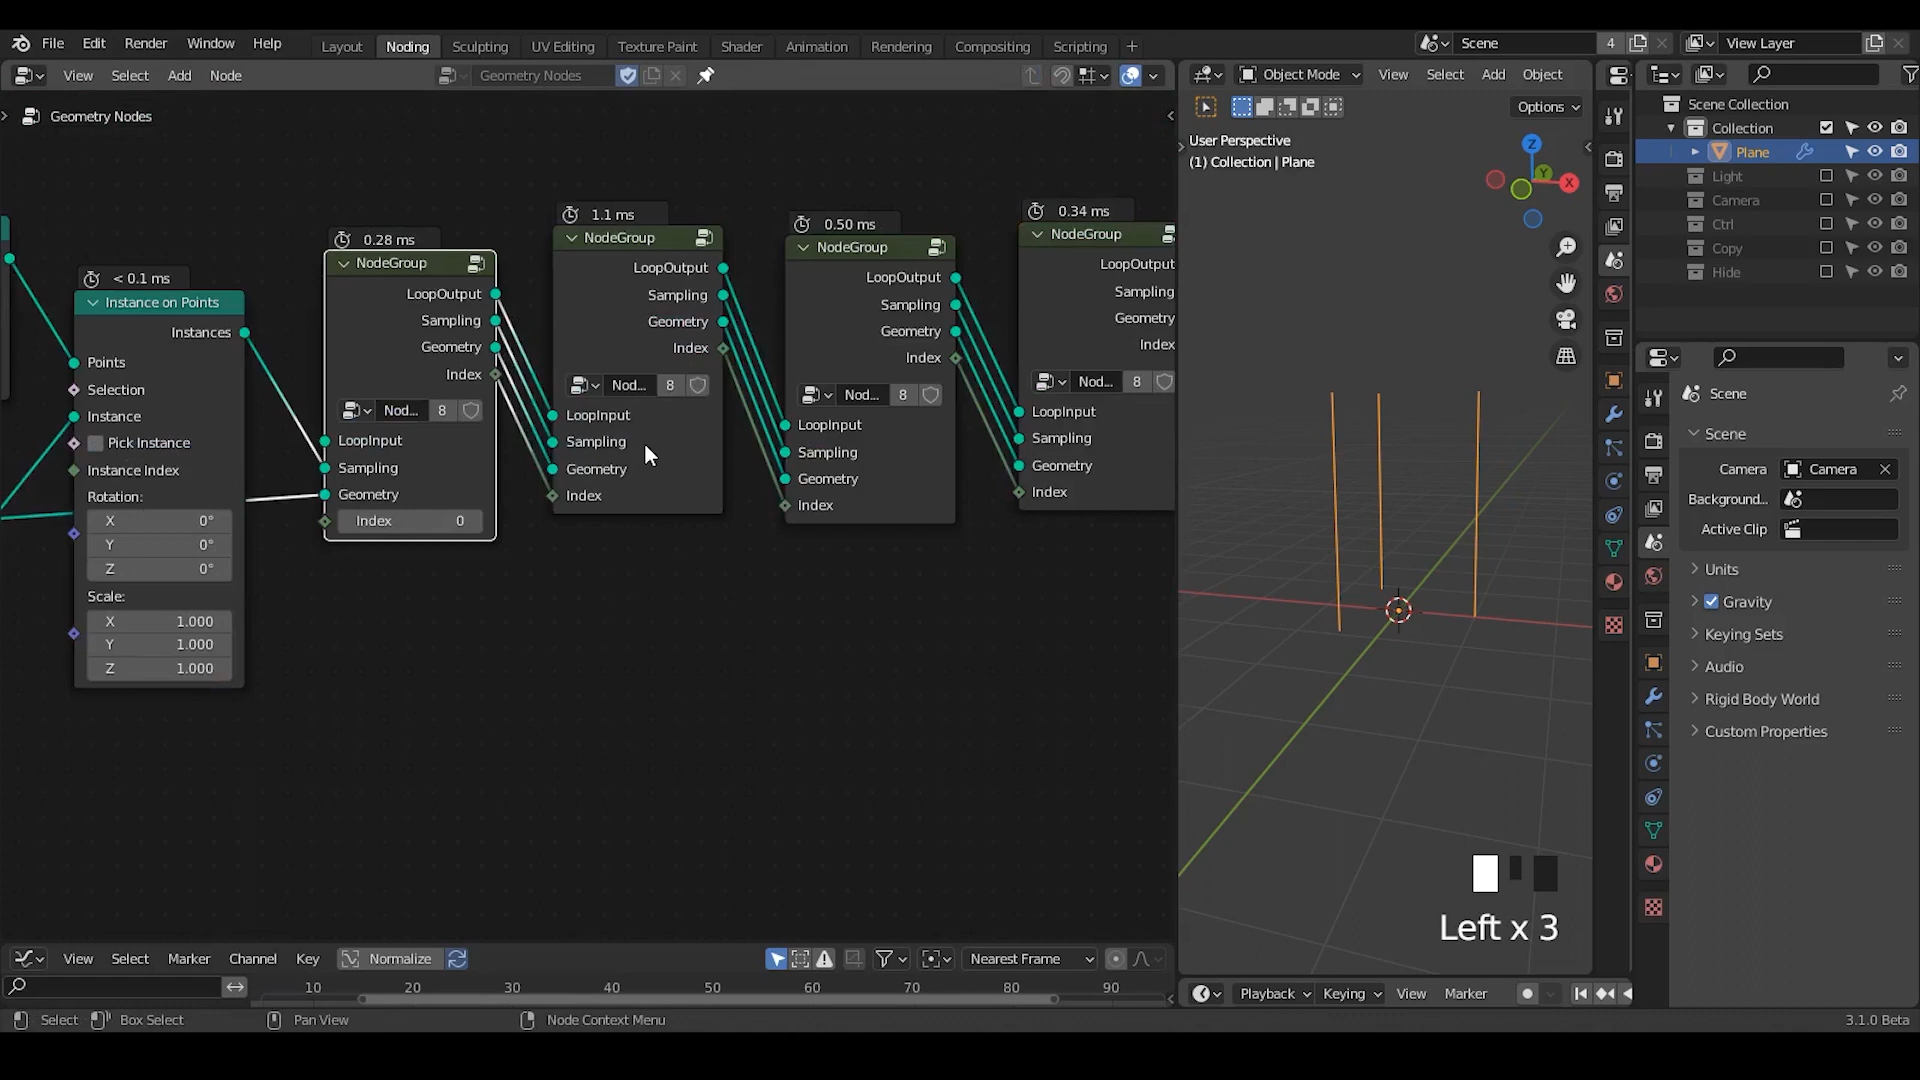 File Edit Render Window Help Layout Noding Sculpting UV Editing Texture Paint Shader Animation Rendering Compositing Scripting +
Scene 4 View Layer
View Select Add Node Geometry Nodes
Object Mode View Select Add Object
Geometry Nodes
Options
User Perspective
(1) Collection | Plane
Z
Y
X
Scene Collection
Collection
Plane
Light
Camera
Ctrl
Copy
Hide
< 0.1 ms
Instance on Points
Instances
Points
Selection
Instance
Pick Instance
Instance Index
Rotation:
X 0°
Y 0°
Z 0°
Scale:
X 1.000
Y 1.000
Z 1.000
0.28 ms
NodeGroup
LoopOutput
Sampling
Geometry
Index
Nod... 8
LoopInput
Sampling
Geometry
Index 0
1.1 ms
NodeGroup
LoopOutput
Sampling
Geometry
Index
Nod... 8
LoopInput
Sampling
Geometry
Index
0.50 ms
NodeGroup
LoopOutput
Sampling
Geometry
Index
Nod... 8
LoopInput
Sampling
Geometry
Index
0.34 ms
NodeGroup
LoopOutput
Sampling
Geometry
Index
Nod... 8
LoopInput
Sampling
Geometry
Index
Scene
Scene
Camera Camera
Background...
Active Clip
Units
Gravity
Keying Sets
Audio
Rigid Body World
Custom Properties
Left x 3
View Select Marker Channel Key Normalize Nearest Frame
10 20 30 40 50 60 70 80 90
Playback Keying View Marker
Select Box Select Pan View Node Context Menu 3.1.0 Beta